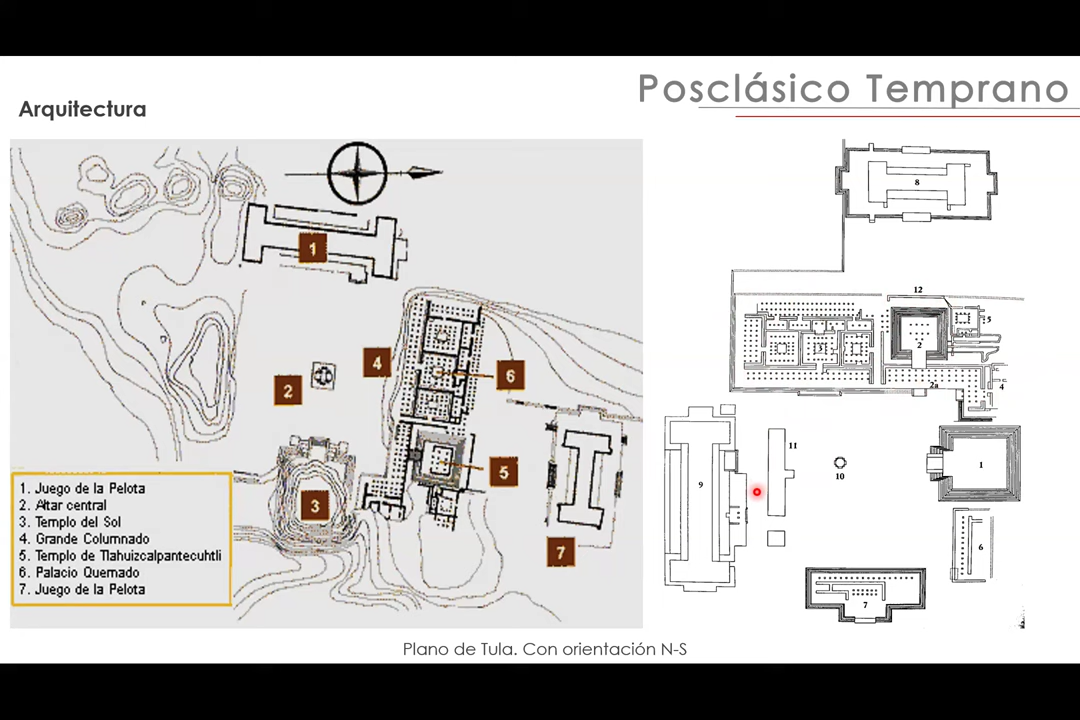 Posclásico Temprano
Arquitectura
1
2
3
4
5
6
7
1. Juego de la Pelota
2. Altar central
3. Templo del Sol
4. Grande Columnado
5. Templo de Tlahuizcalpantecuhtli
6. Palacio Quemado
7. Juego de la Pelota
8
12
5
2
3
2a
4
11
9
10
1
6
7
Plano de Tula. Con orientación N-S